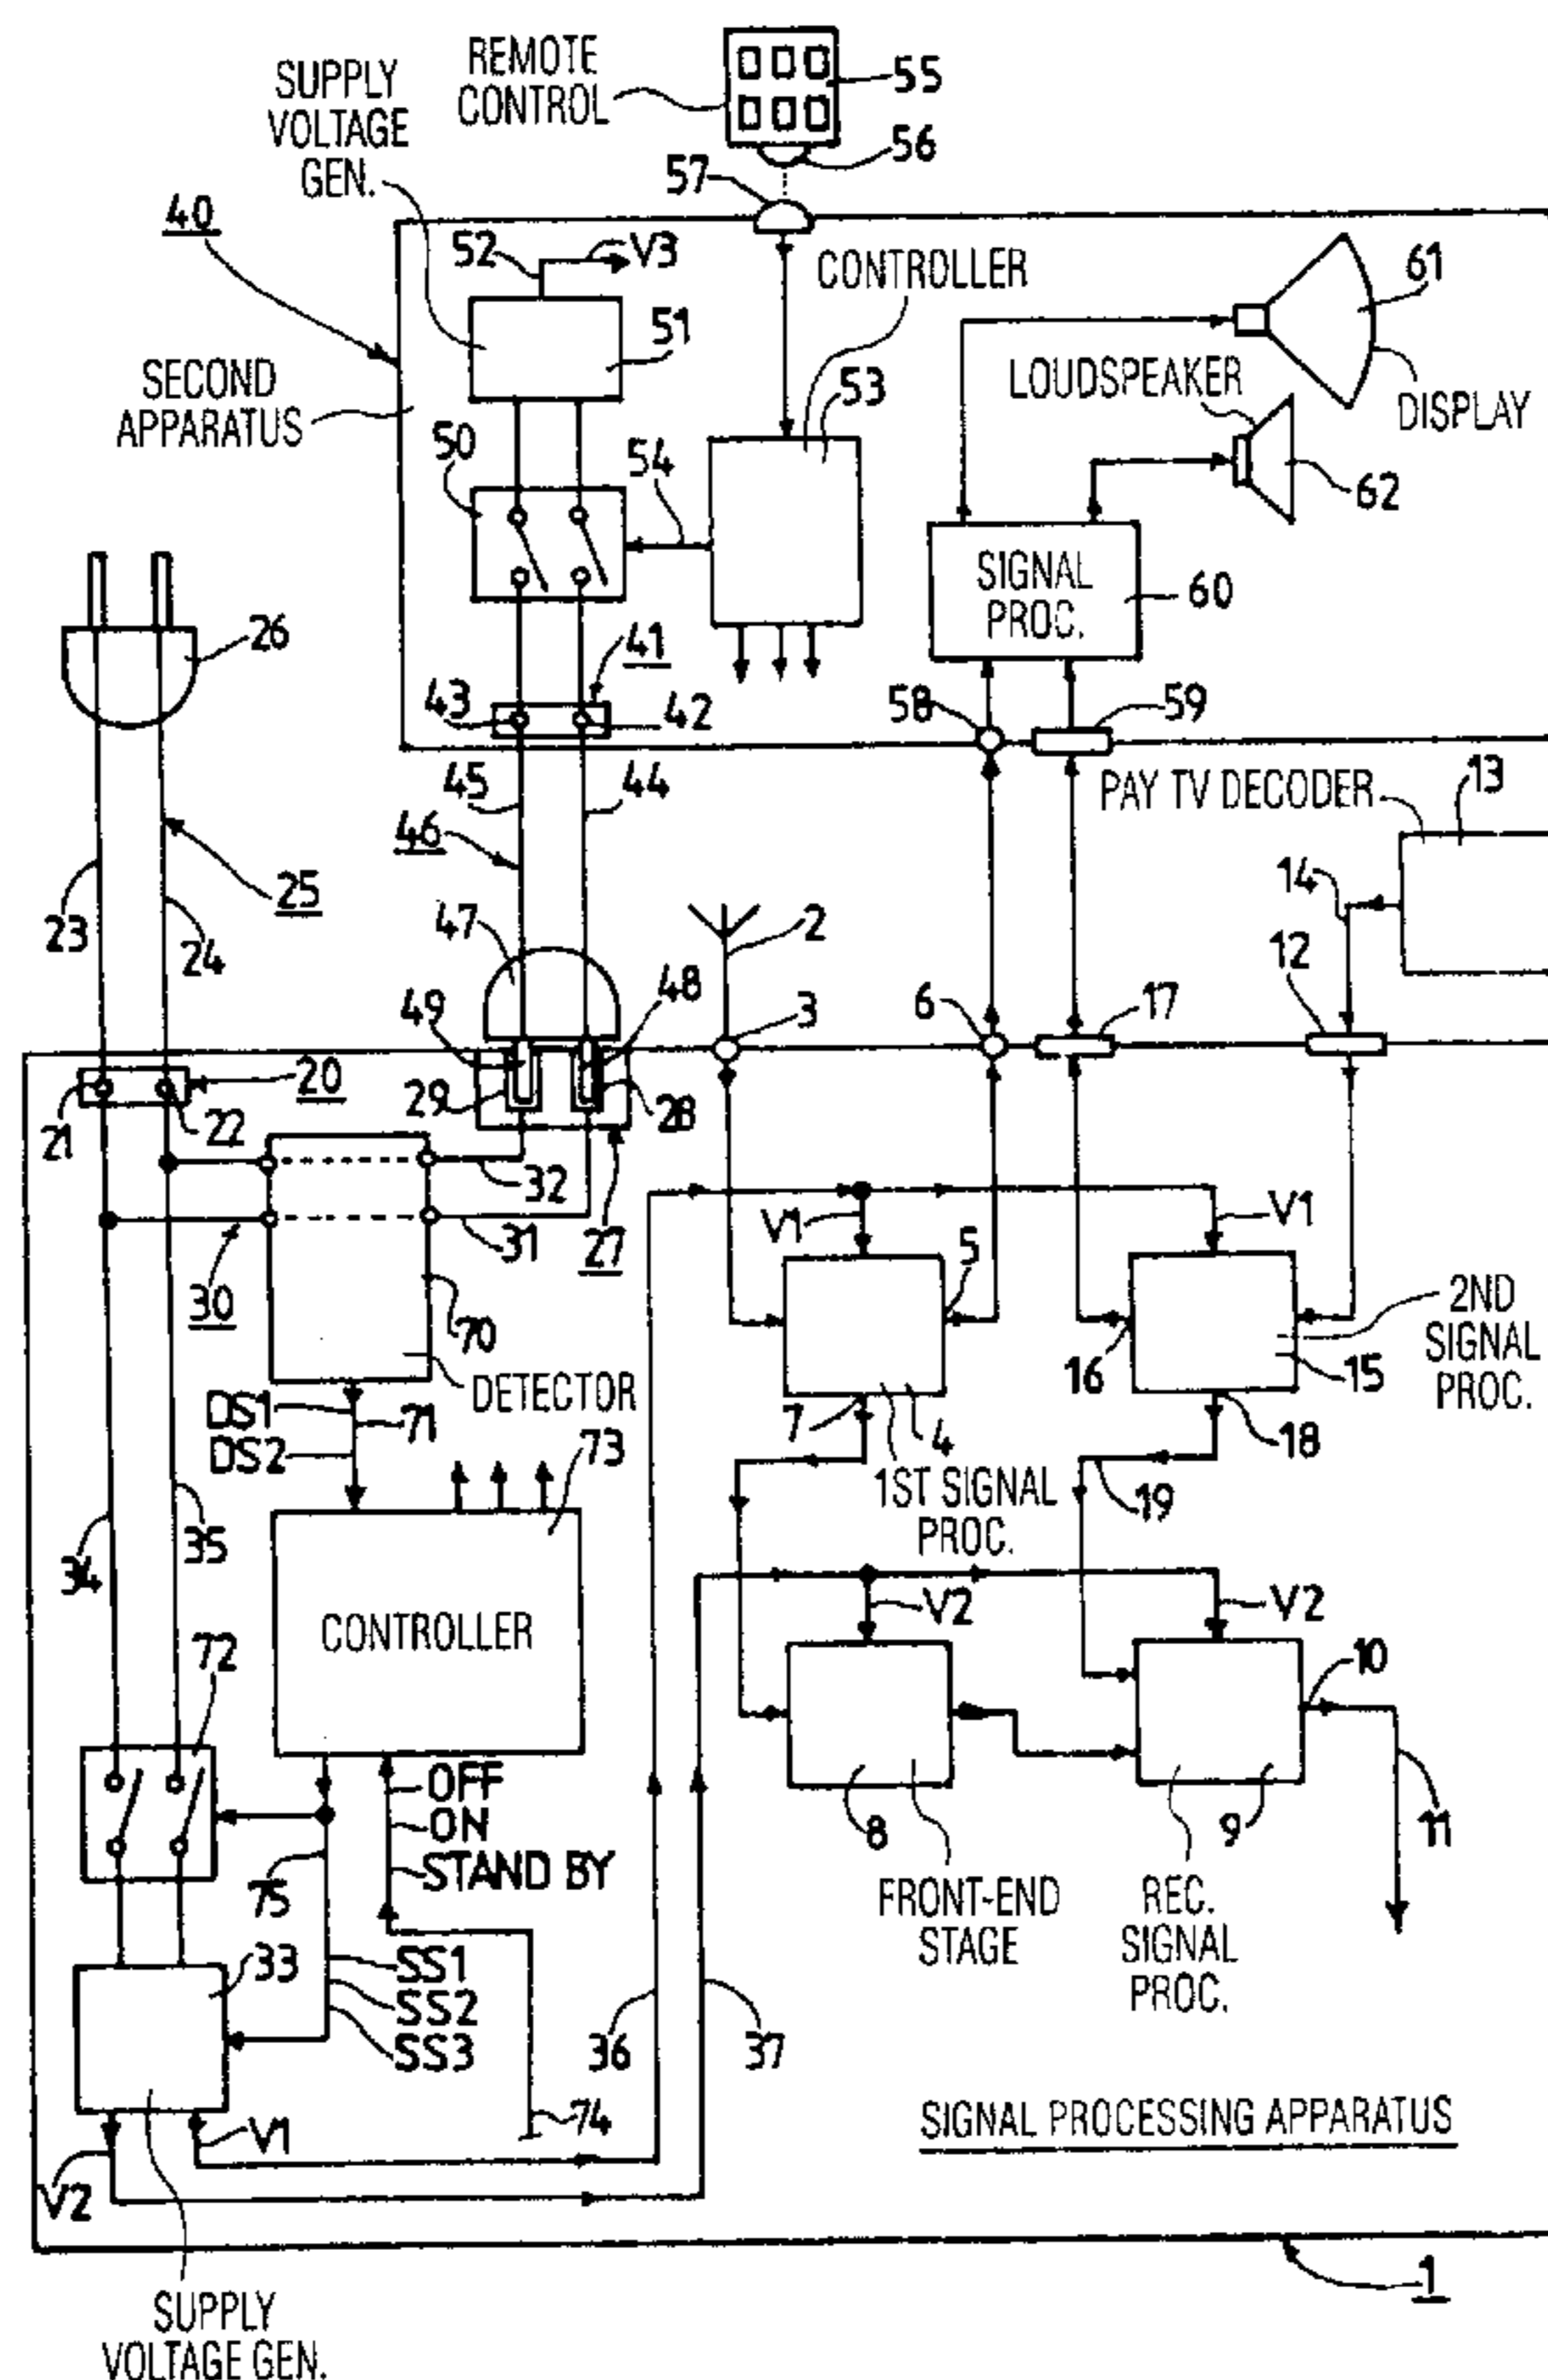 REMOTE
CONTROL
55
56
SUPPLY
VOLTAGE
GEN.
57
40
52
V3
CONTROLLER
61
51
SECOND
APPARATUS
LOUDSPEAKER
DISPLAY
53
50
54
62
SIGNAL
PROC.
60
26
41
43
42
58
59
45
44
PAY TV DECODER
13
46
14
25
23
24
47
2
12
49
48
3
6
17
20
29
28
21
22
32
31
27
V1
V1
5
30
70
16
2ND
SIGNAL
PROC.
15
DETECTOR
DS1
71
DS2
7
4
18
73
1ST SIGNAL
PROC.
19
34
35
V2
V2
CONTROLLER
72
10
OFF
ON
STAND BY
8
9
11
75
FRONT-END
STAGE
REC.
SIGNAL
PROC.
33
SS1
SS2
SS3
36
37
74
V1
V2
SIGNAL PROCESSING APPARATUS
1
SUPPLY
VOLTAGE GEN.